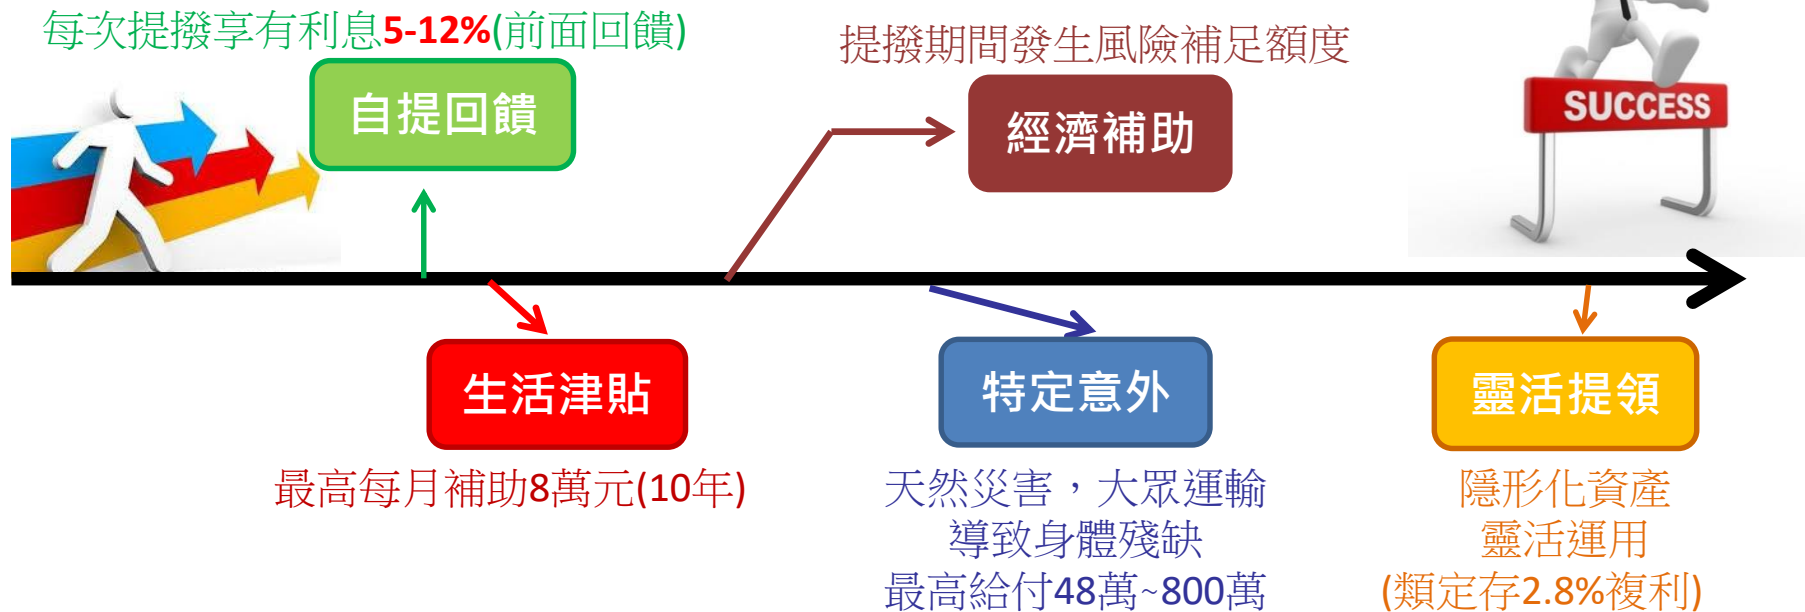 每次提撥享有利息5-12%(前面回饋)
自提回饋
提撥期間發生風險補足額度
經濟補助
SUCCESS
生活津貼
最高每月補助8萬元(10年)
特定意外
天然災害，大眾運輸
導致身體殘缺
最高給付48萬~800萬
靈活提領
隱形化資產
靈活運用
(類定存2.8%複利)